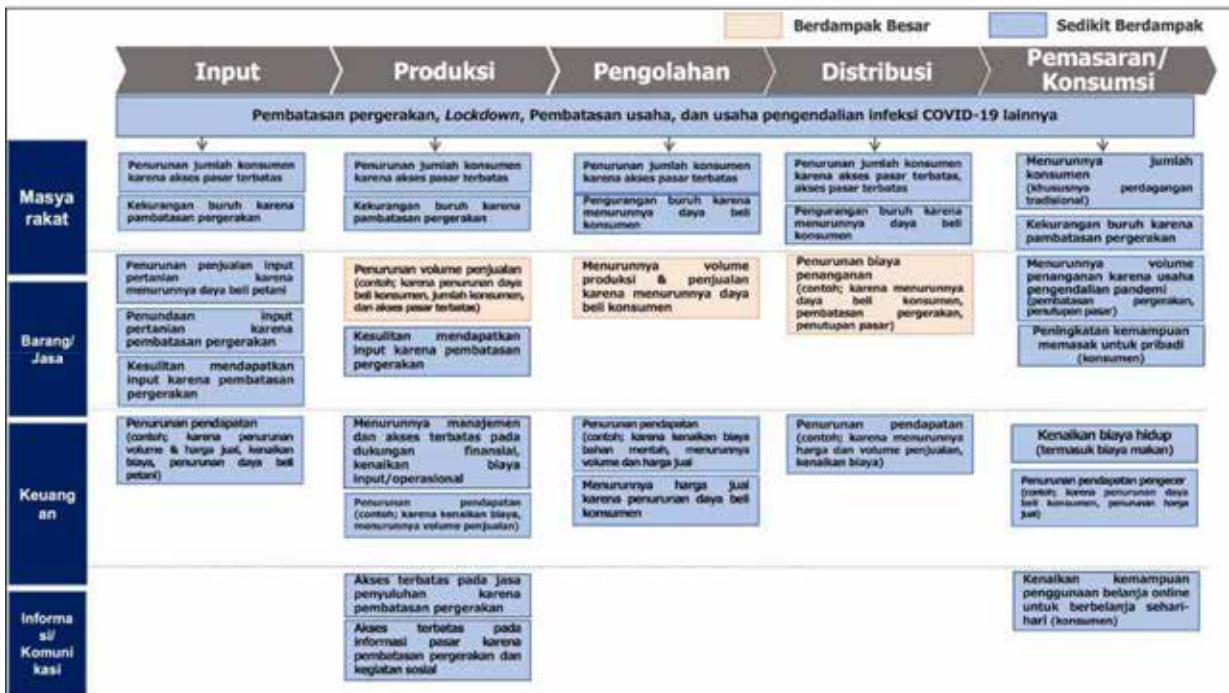 Berdampak Besar
Sedikit Berdampak
Input
Produksi
Pengolahan
Distribusi
Pemasaran/
Konsumsi
Pembatasan pergerakan, Lockdown, Pembatasan usaha, dan usaha pengendalian infeksi COVID-19 lainnya
Masya
rakat
Penurunan jumlah konsumen
karena akses pasar terbatas
Kekurangan buruh karena
pambatasan pergerakan
Penurunan jumlah konsumen
karena akses pasar terbatas
Kekurangan buruh karena
pambatasan pergerakan
Penurunan jumlah konsumen
karena akses pasar terbatas
Pengurangan buruh karena
menurunnya daya beli
konsumen
Penurunan jumlah konsumen
karena akses pasar terbatas,
akses pasar terbatas
Pengurangan buruh karena
menurunnya daya beli
konsumen
Menurunnya jumlah
konsumen
(khususnya perdagangan
tradisional)
Kekurangan buruh karena
pambatasan pergerakan
Barang/
Jasa
Penurunan penjualan input
pertanian karena
menurunnya daya beli petani
Penundaan input
pertanian karena
pembatasan pergerakan
Kesulitan mendapatkan
input karena pembatasan
pergerakan
Penurunan volume penjualan
(contoh; karena penurunan daya
beli konsumen, jumlah konsumen,
dan akses pasar terbatas)
Kesulitan mendapatkan
input karena pembatasan
pergerakan
Menurunnya volume
produksi & penjualan
karena menurunnya daya
beli konsumen
Penurunan biaya
penanganan
(contoh; karena menurunnya
daya beli konsumen,
pembatasan pergerakan,
penutupan pasar)
Menurunnya volume
penanganan karena usaha
pengendalian pandemi
(pembatasan pergerakan,
penutupan pasar)
Peningkatan kemampuan
memasak untuk pribadi
(konsumen)
Keuang
an
Penurunan pendapatan
(contoh; karena penurunan
volume & harga jual, kenaikan
biaya, penurunan daya beli
petani)
Menurunnya manajemen
dan akses terbatas pada
dukungan finansial,
kenaikan biaya
input/operasional
Penurunan pendapatan
(contoh; karena kenaikan biaya,
menurunnya volume penjualan)
Penurunan pendapatan
(contoh; karena kenaikan biaya
bahan mentah, menurunnya
volume dan harga jual)
Menurunnya harga jual
karena penurunan daya beli
konsumen
Penurunan pendapatan
(contoh; karena menurunnya
harga dan volume penjualan,
kenaikan biaya)
Kenaikan biaya hidup
(termasuk biaya makan)
Penurunan pendapatan pengecer
(contoh; karena penurunan daya
beli konsumen, penurunan harga
jual)
Informa
si/
Komuni
kasi
Akses terbatas pada jasa
penyuluhan karena
pembatasan pergerakan
Akses terbatas pada
informasi pasar karena
pembatasan pergerakan dan
kegiatan sosial
Kenaikan kemampuan
penggunaan belanja online
untuk berbelanja sehari-
hari (konsumen)